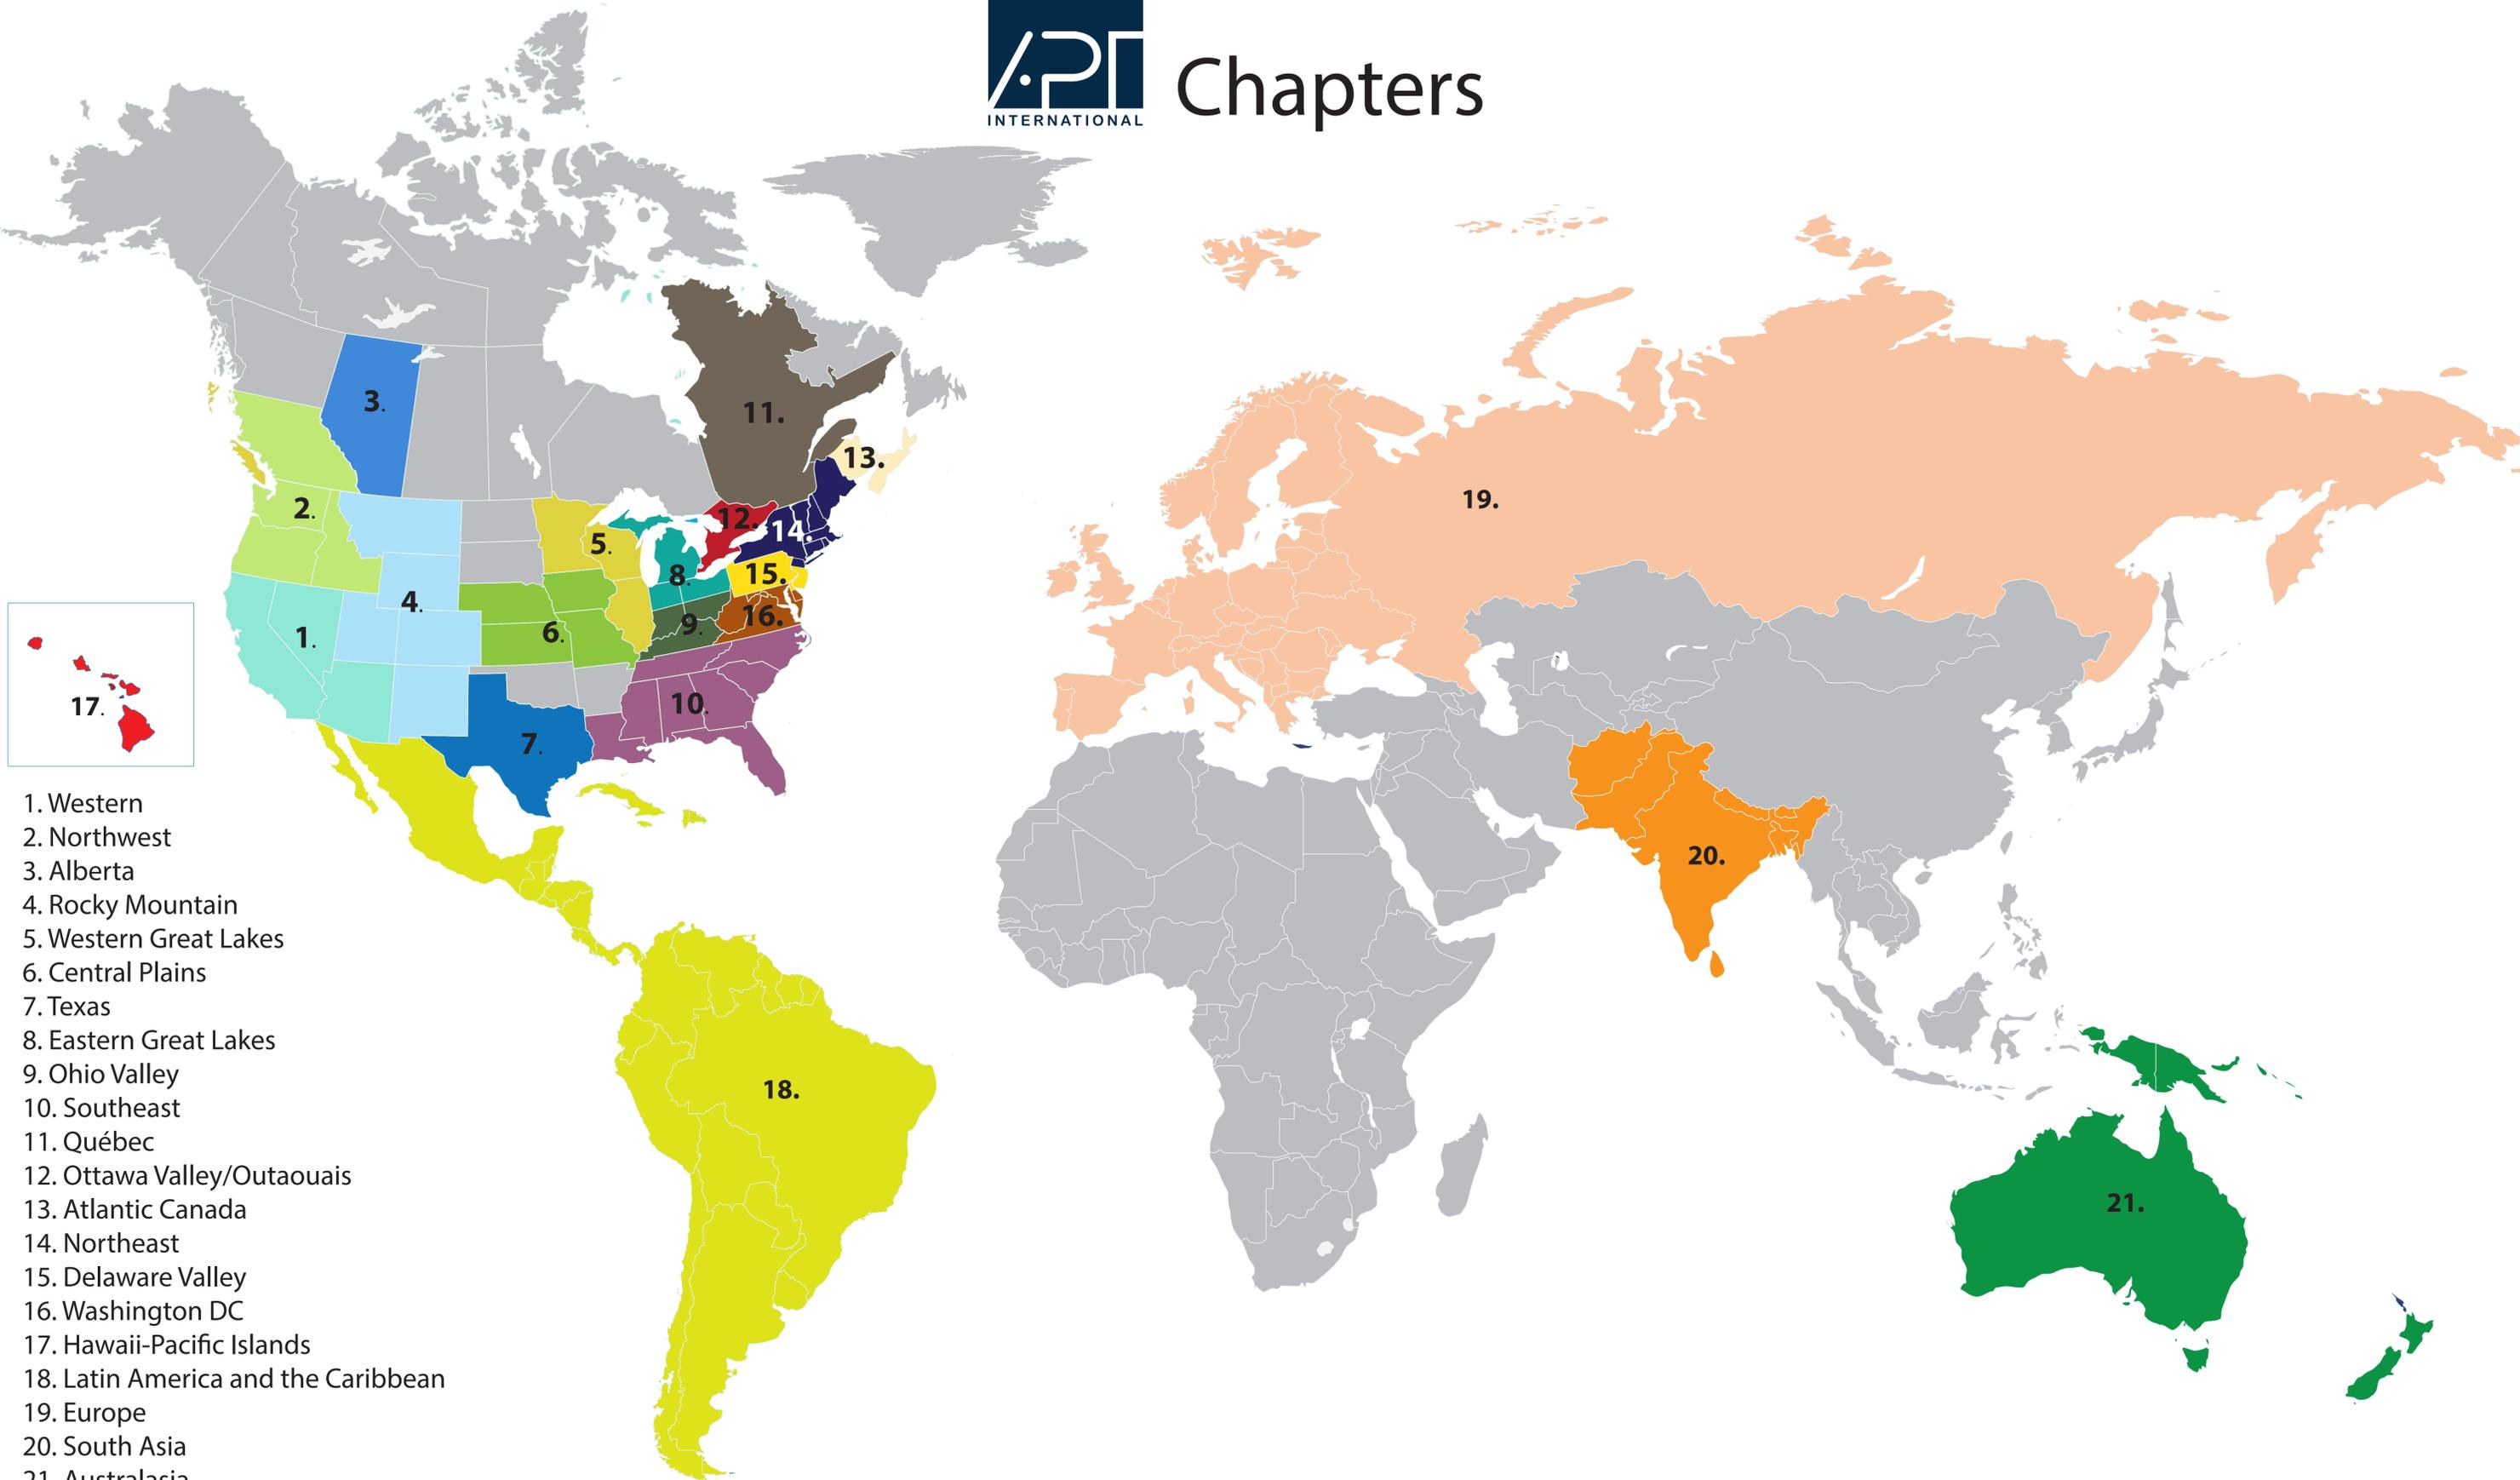 APT
INTERNATIONAL
Chapters
3.
11.
13.
2.
12.
14.
5.
19.
8.
15.
4.
16.
1.
6.
9.
17.
10.
7.
20.
18.
21.
1. Western
2. Northwest
3. Alberta
4. Rocky Mountain
5. Western Great Lakes
6. Central Plains
7. Texas
8. Eastern Great Lakes
9. Ohio Valley
10. Southeast
11. Québec
12. Ottawa Valley/Outaouais
13. Atlantic Canada
14. Northeast
15. Delaware Valley
16. Washington DC
17. Hawaii-Pacific Islands
18. Latin America and the Caribbean
19. Europe
20. South Asia
21. Australasia